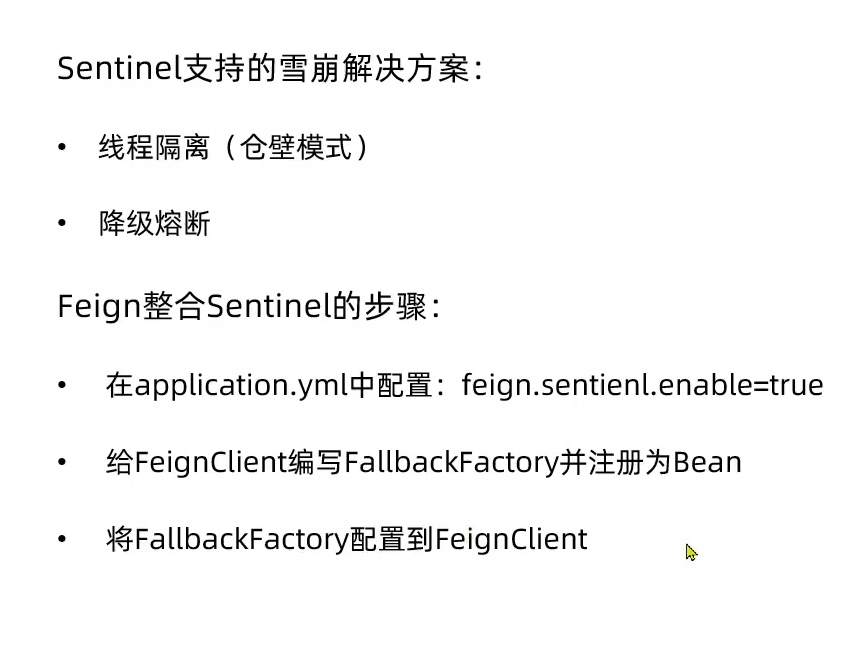 Sentinel支持的雪崩解决方案：
• 线程隔离（仓壁模式）
• 降级熔断
Feign整合Sentinel的步骤：
• 在application.yml中配置：feign.sentienl.enable=true
• 给FeignClient编写FallbackFactory并注册为Bean
• 将FallbackFactory配置到FeignClient